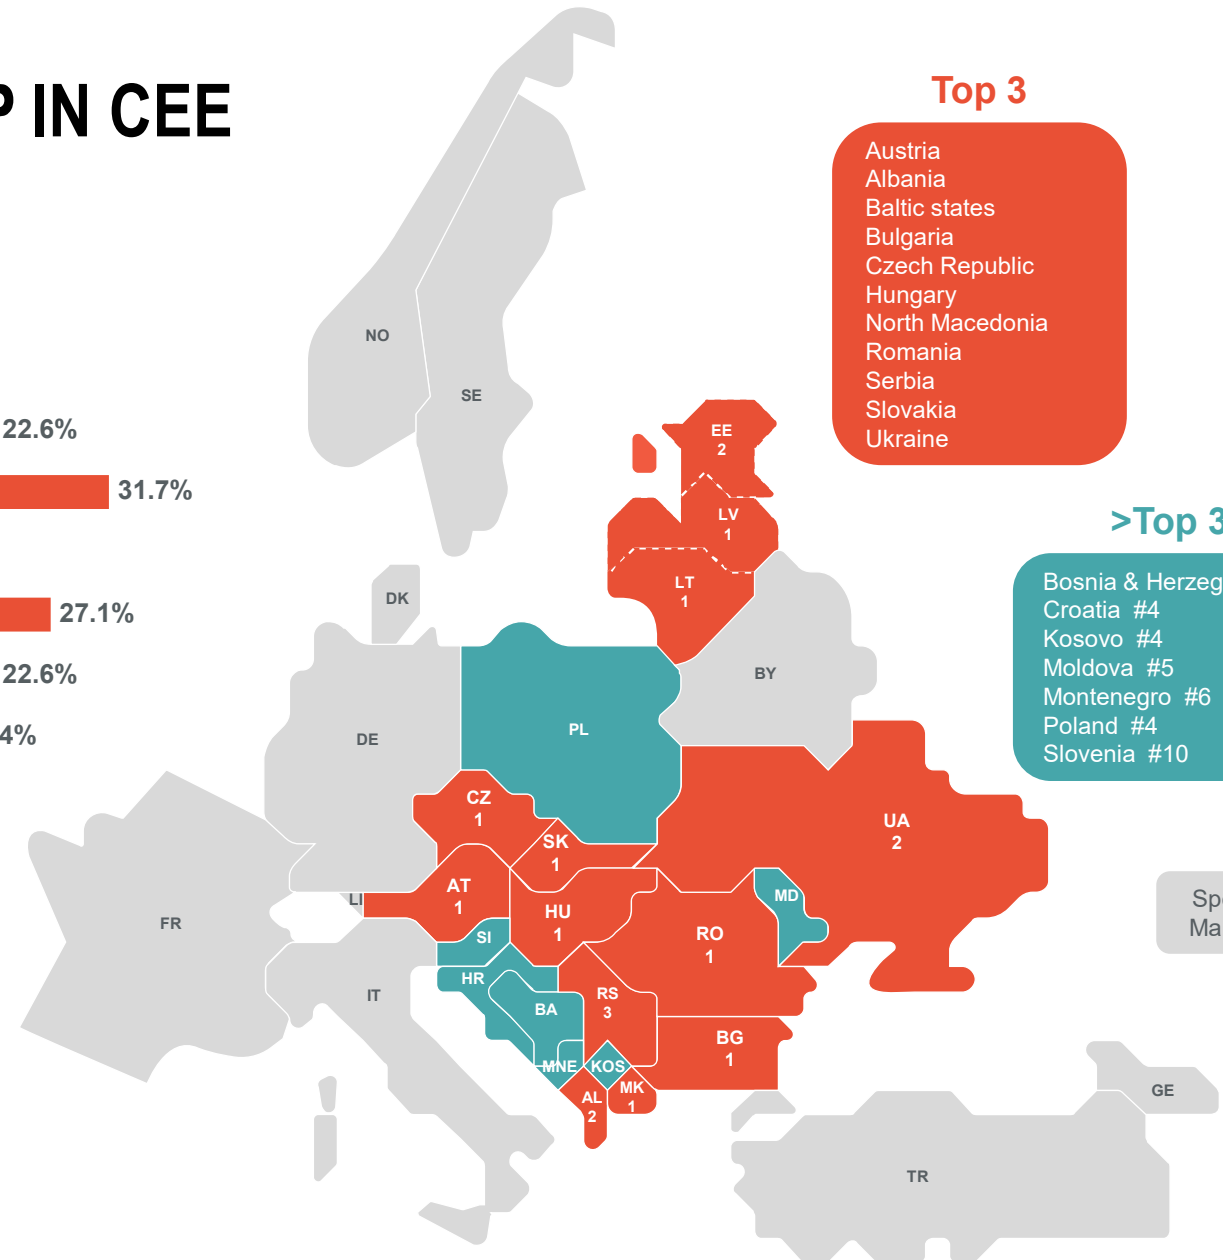 P IN CEE
Top 3
Austria
Albania
Baltic states
Bulgaria
Czech Republic
Hungary
North Macedonia
Romania
Serbia
Slovakia
Ukraine
>Top 3
Bosnia & Herzeg
Croatia #4
Kosovo #4
Moldova #5
Montenegro #6
Poland #4
Slovenia #10
22.6%
31.7%
27.1%
22.6%
4%
NO
SE
EE
2
LV
1
LT
1
DK
BY
DE
PL
CZ
1
SK
1
UA
2
AT
1
LI
HU
1
MD
FR
SI
RO
1
HR
IT
BA
RS
3
BG
1
MNE
KOS
MK
1
AL
2
GE
TR
Sp
Ma